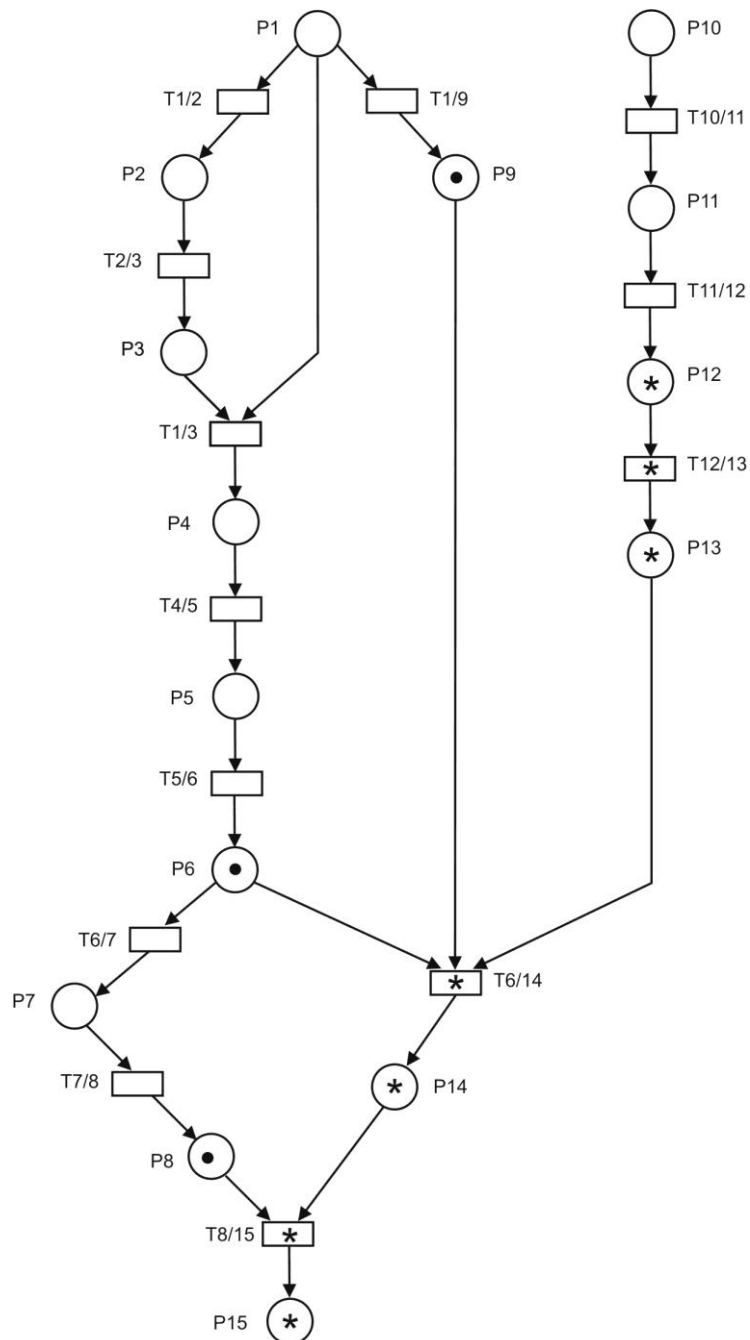 P1
P10
T1/2
T1/9
T10/11
P2
P9
P11
T2/3
T11/12
P3
P12
*
T1/3
T12/13
*
P4
P13
*
T4/5
P5
T5/6
P6
T6/7
T6/14
*
P7
T7/8
P14
*
P8
T8/15
*
P15
*